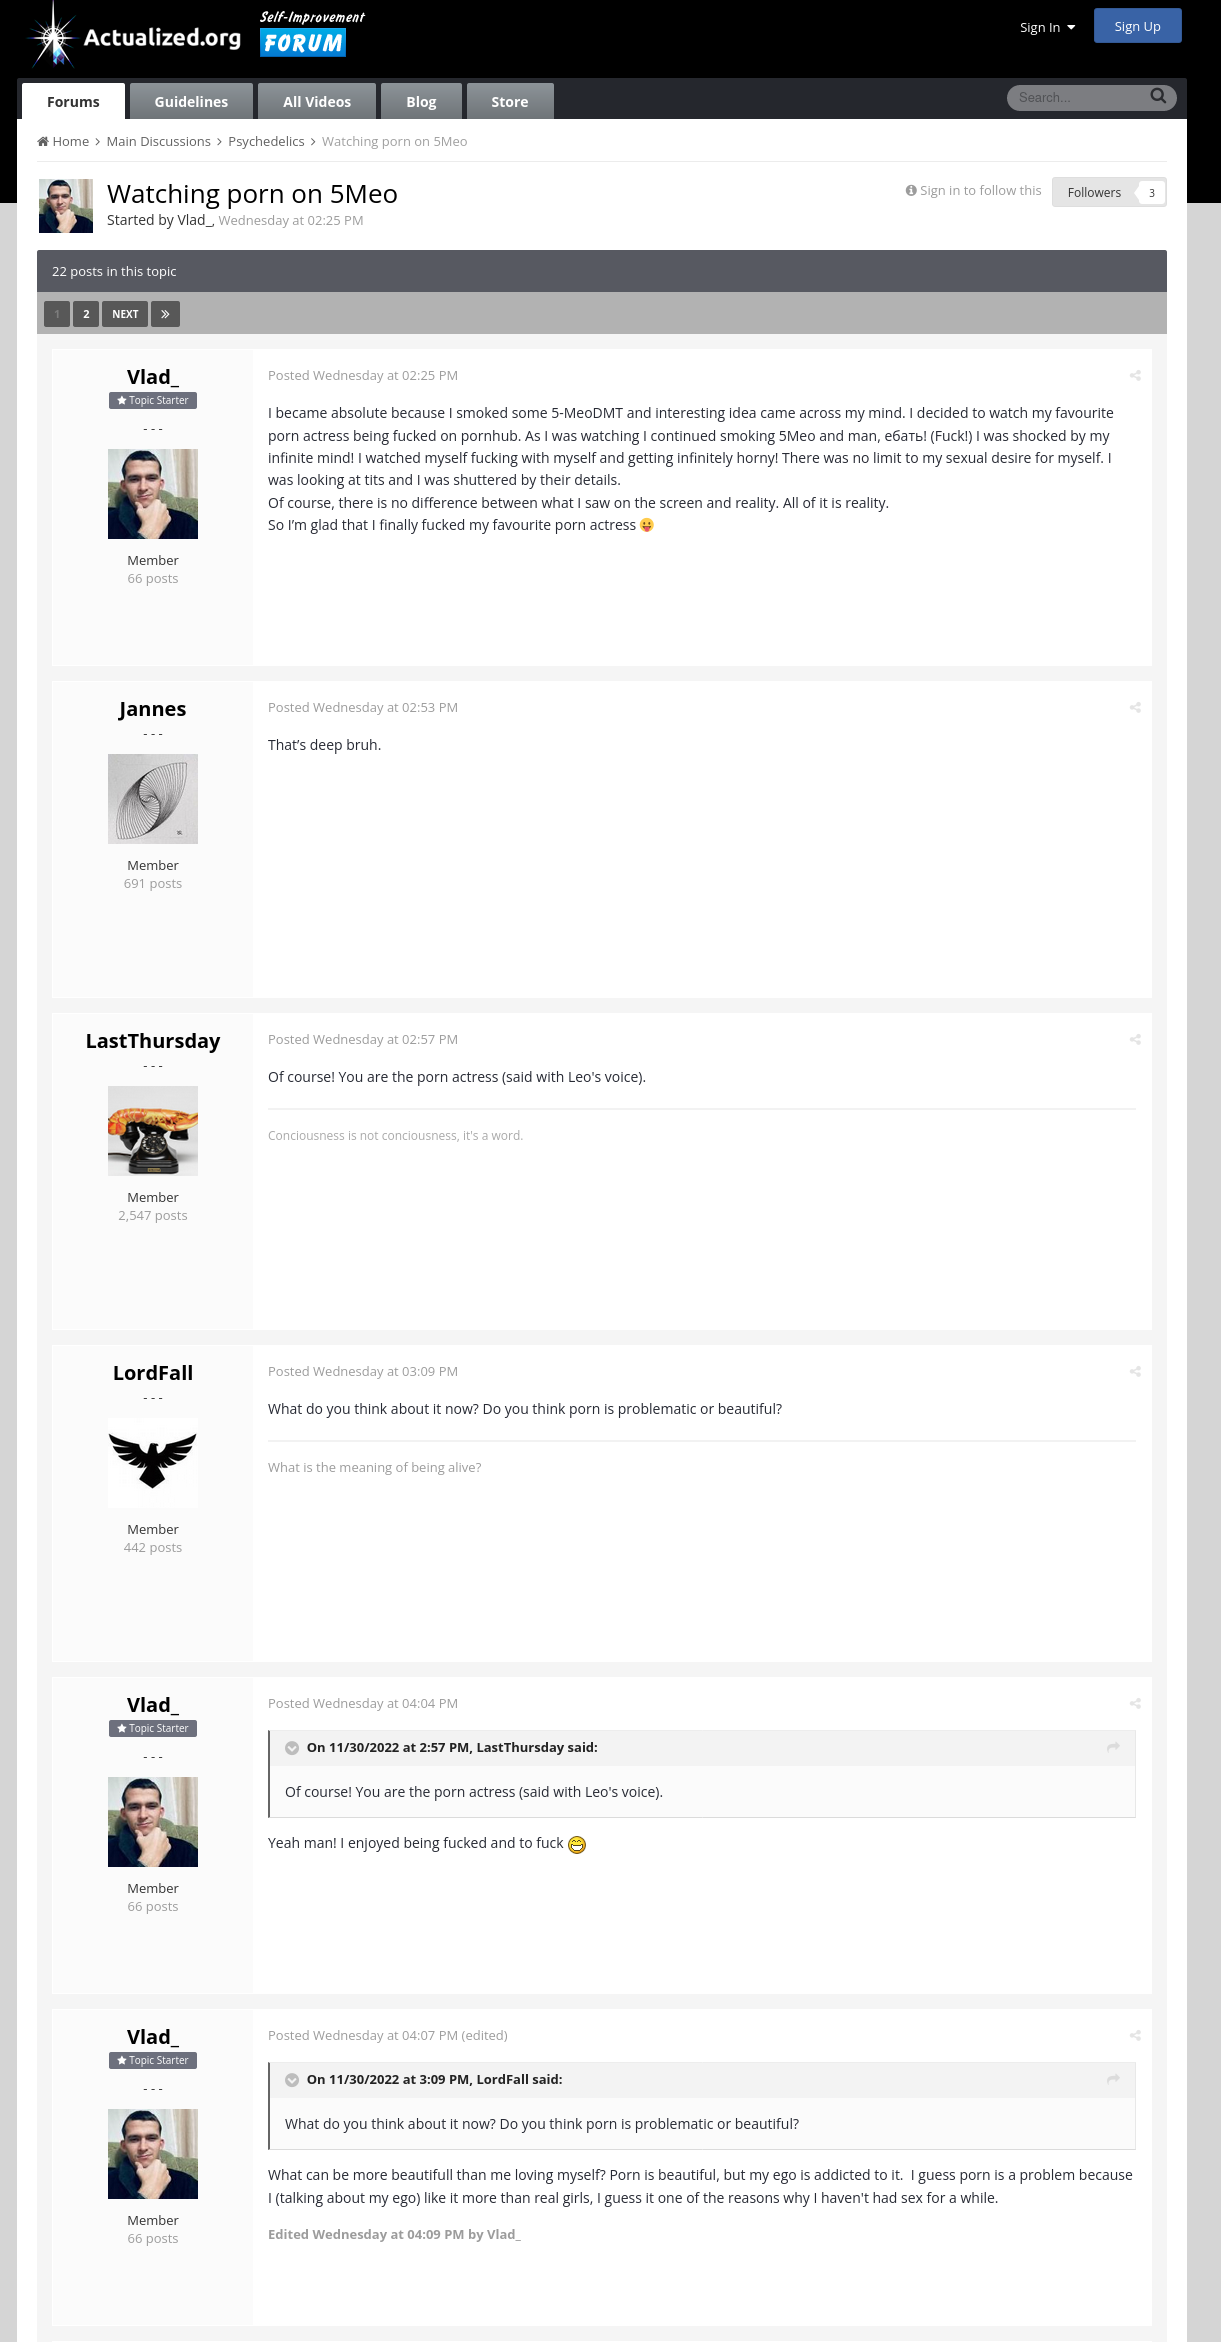 Actualized.org
Self-Improvement
FORUM
Sign In
Sign Up
Forums
Guidelines
All Videos
Blog
Store
Search...
Home
Main Discussions
Psychedelics
Watching porn on 5Meo
Watching porn on 5Meo
Started by Vlad_, Wednesday at 02:25 PM
Sign in to follow this
Followers
3
22 posts in this topic
1
2
NEXT
Vlad_
Topic Starter
- - -
Member
66 posts
Posted Wednesday at 02:25 PM
I became absolute because I smoked some 5-MeoDMT and interesting idea came across my mind. I decided to watch my favourite
porn actress being fucked on pornhub. As I was watching I continued smoking 5Meo and man, ебать! (Fuck!) I was shocked by my
infinite mind! I watched myself fucking with myself and getting infinitely horny! There was no limit to my sexual desire for myself. I
was looking at tits and I was shuttered by their details.
Of course, there is no difference between what I saw on the screen and reality. All of it is reality.
So I’m glad that I finally fucked my favourite porn actress 😛
Jannes
- - -
Member
691 posts
Posted Wednesday at 02:53 PM
That’s deep bruh.
LastThursday
- - -
Member
2,547 posts
Posted Wednesday at 02:57 PM
Of course! You are the porn actress (said with Leo's voice).
Conciousness is not conciousness, it's a word.
LordFall
- - -
Member
442 posts
Posted Wednesday at 03:09 PM
What do you think about it now? Do you think porn is problematic or beautiful?
What is the meaning of being alive?
Vlad_
Topic Starter
- - -
Member
66 posts
Posted Wednesday at 04:04 PM
On 11/30/2022 at 2:57 PM, LastThursday said:
Of course! You are the porn actress (said with Leo's voice).
Yeah man! I enjoyed being fucked and to fuck 😁
Vlad_
Topic Starter
- - -
Member
66 posts
Posted Wednesday at 04:07 PM (edited)
On 11/30/2022 at 3:09 PM, LordFall said:
What do you think about it now? Do you think porn is problematic or beautiful?
What can be more beautifull than me loving myself? Porn is beautiful, but my ego is addicted to it.  I guess porn is a problem because
I (talking about my ego) like it more than real girls, I guess it one of the reasons why I haven't had sex for a while.
Edited Wednesday at 04:09 PM by Vlad_